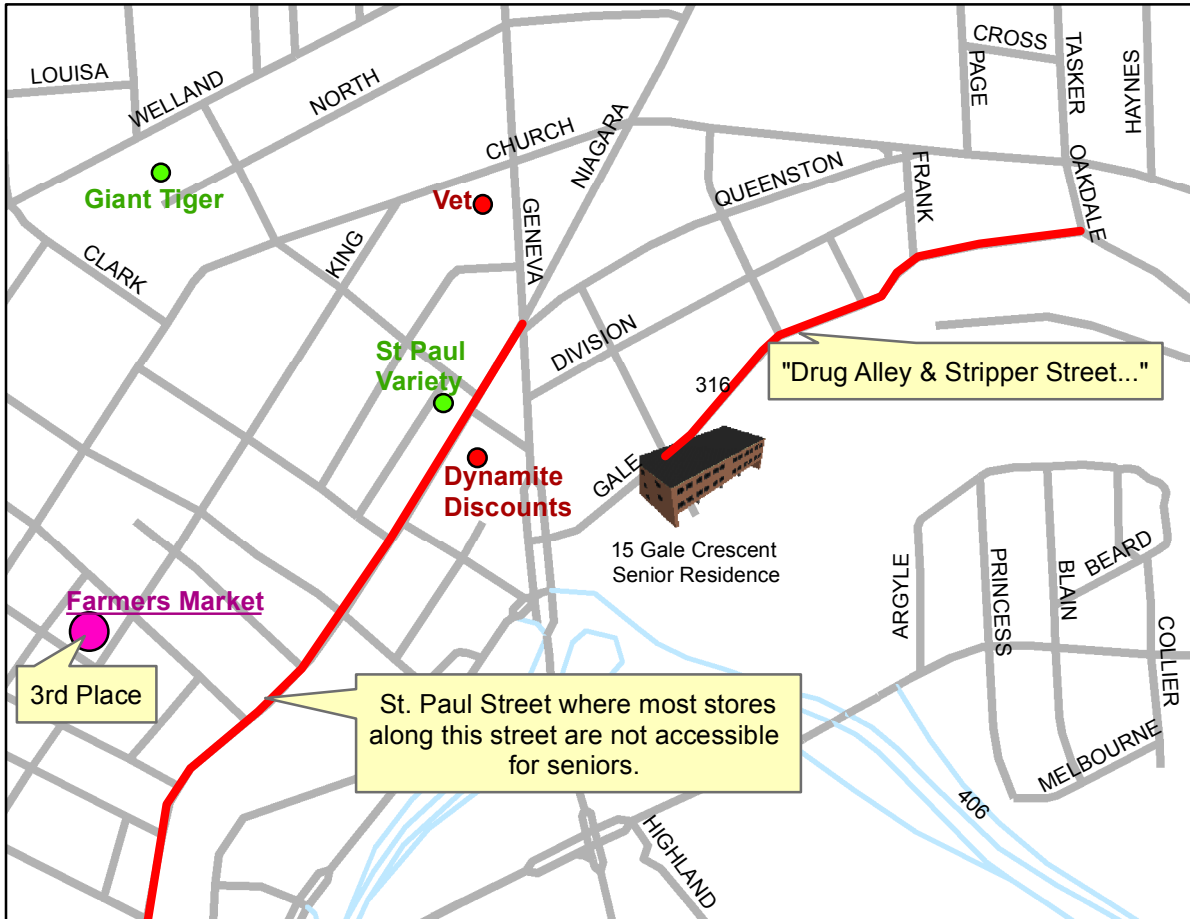 LOUISA
WELLAND
NORTH
CHURCH
NIAGARA
CROSS
PAGE
TASKER
HAYNES
Giant Tiger
Vet
GENEVA
QUEENSTON
FRANK
OAKDALE
CLARK
KING
DIVISION
St Paul
Variety
316
"Drug Alley & Stripper Street..."
Dynamite
Discounts
GALE
15 Gale Crescent
Senior Residence
ARGYLE
PRINCESS
BLAIN
BEARD
COLLIER
MELBOURNE
Farmers Market
3rd Place
St. Paul Street where most stores
along this street are not accessible
for seniors.
406
HIGHLAND